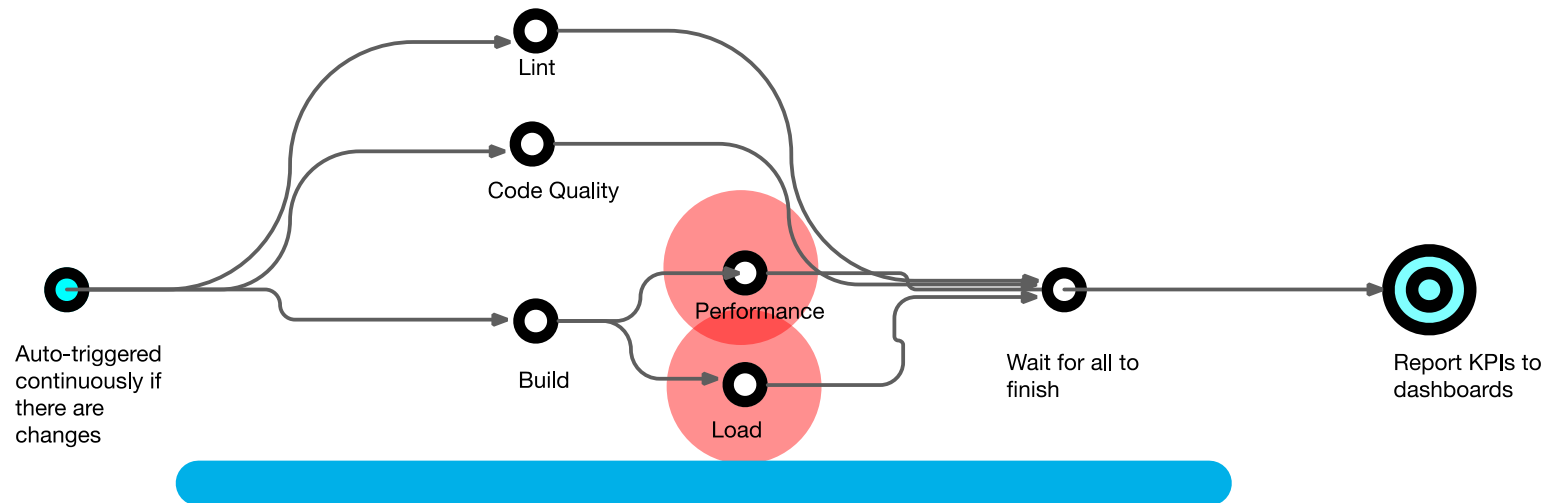 Lint
Code Quality
Performance
Auto-triggered
continuously if
there are
changes
Build
Wait for all to
finish
Report KPIs to
dashboards
Load